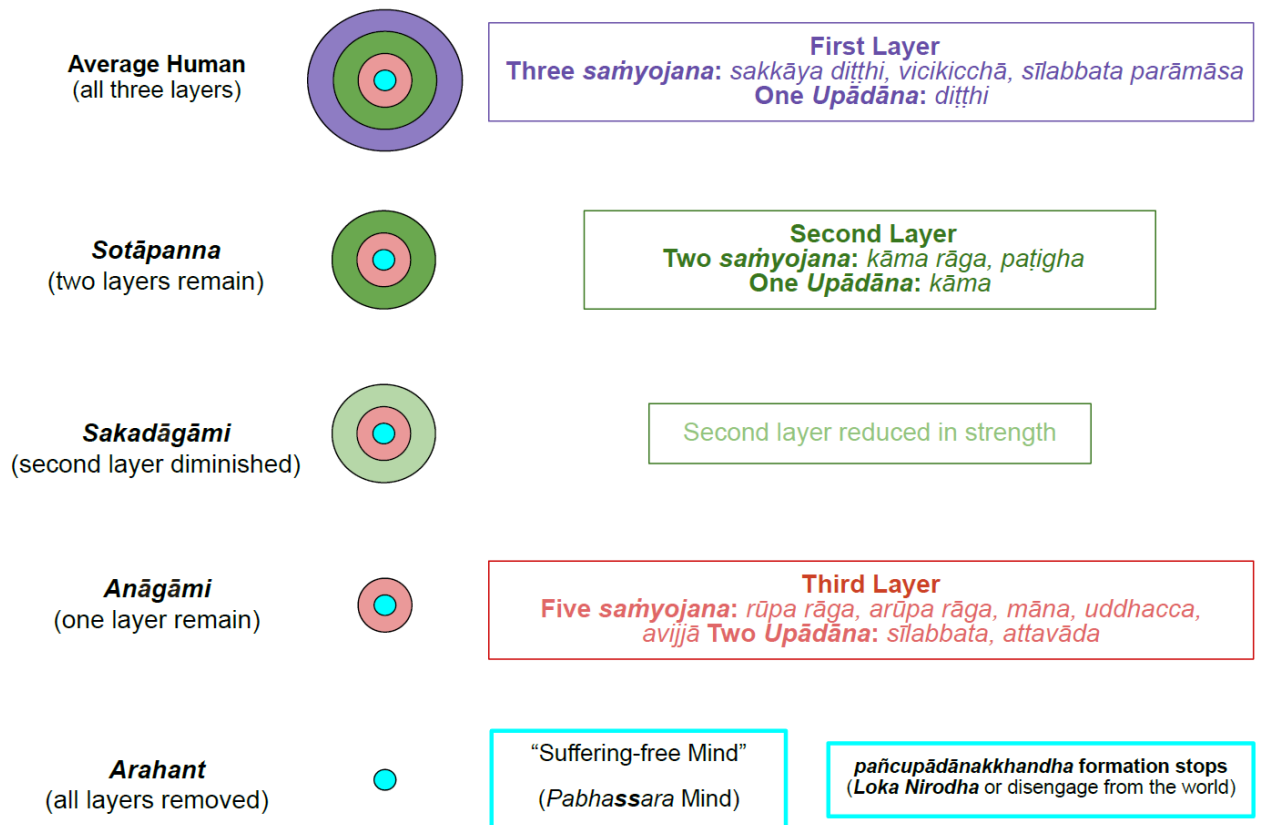 Average Human
(all three layers)
First Layer
Three saṁyojana: sakkāya diṭṭhi, vicikicchā, sīlabbata parāmāsa
One Upādāna: diṭṭhi
Sotāpanna
(two layers remain)
Second Layer
Two saṁyojana: kāma rāga, paṭigha
One Upādāna: kāma
Sakadāgāmi
(second layer diminished)
Second layer reduced in strength
Anāgāmi
(one layer remain)
Third Layer
Five saṁyojana: rūpa rāga, arūpa rāga, māna, uddhacca,
avijjā Two Upādāna: sīlabbata, attavāda
Arahant
(all layers removed)
“Suffering-free Mind”
(Pabhassara Mind)
pañcupādānakkhandha formation stops
(Loka Nirodha or disengage from the world)